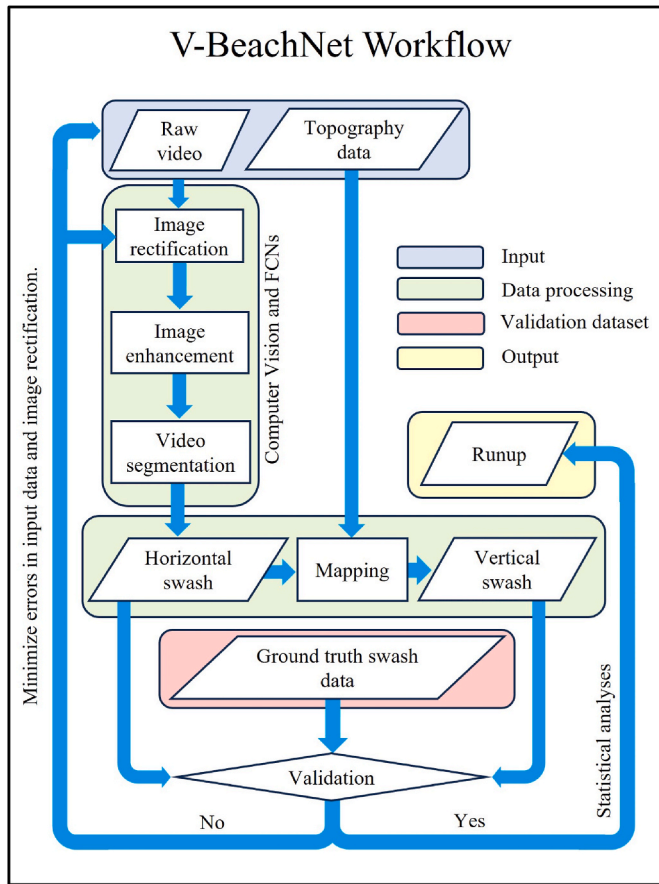 V-BeachNet Workflow
Raw
video
Topography
data
Image
rectification
Image
enhancement
Video
segmentation
Computer Vision and FCNs
Minimize errors in input data and image rectification.
Input
Data processing
Validation dataset
Output
Runup
Horizontal
swash
Mapping
Vertical
swash
Ground truth swash
data
Validation
No
Yes
Statistical analyses